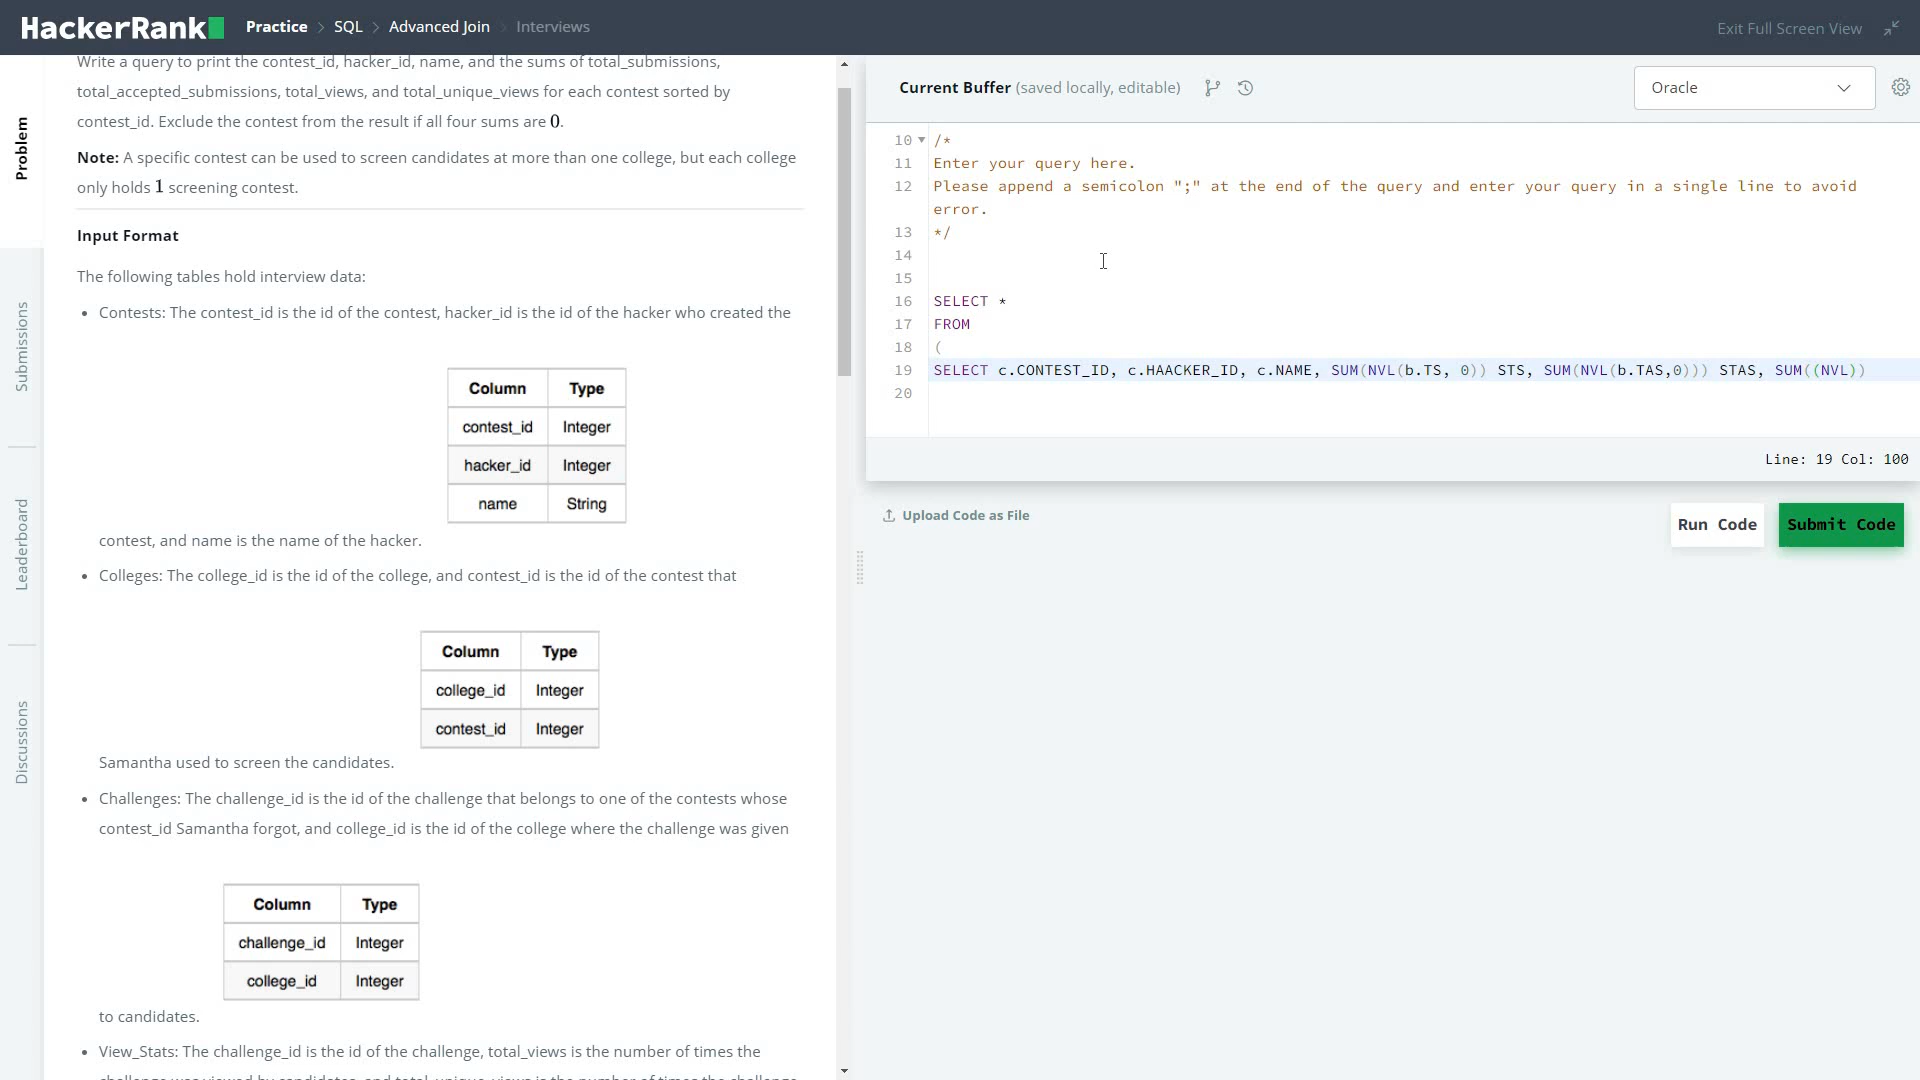 HackerRank Practice > SQL > Advanced Join > Interviews Exit Full Screen View
Problem
Submissions
Leaderboard
Discussions
Write a query to print the contest_id, hacker_id, name, and the sums of total_submissions,
total_accepted_submissions, total_views, and total_unique_views for each contest sorted by
contest_id. Exclude the contest from the result if all four sums are 0.
Note: A specific contest can be used to screen candidates at more than one college, but each college
only holds 1 screening contest.
Input Format
The following tables hold interview data:
• Contests: The contest_id is the id of the contest, hacker_id is the id of the hacker who created the
Column Type
contest_id Integer
hacker_id Integer
name String
contest, and name is the name of the hacker.
• Colleges: The college_id is the id of the college, and contest_id is the id of the contest that
Column Type
college_id Integer
contest_id Integer
Samantha used to screen the candidates.
• Challenges: The challenge_id is the id of the challenge that belongs to one of the contests whose
contest_id Samantha forgot, and college_id is the id of the college where the challenge was given
Column Type
challenge_id Integer
college_id Integer
to candidates.
• View_Stats: The challenge_id is the id of the challenge, total_views is the number of times the
challenge was viewed by candidates, and total_unique_views is the number of times the challenge
Current Buffer (saved locally, editable)
Oracle
10 /*
11 Enter your query here.
12 Please append a semicolon ";" at the end of the query and enter your query in a single line to avoid
error.
13 */
14
15
16 SELECT *
17 FROM
18 (
19 SELECT c.CONTEST_ID, c.HAACKER_ID, c.NAME, SUM(NVL(b.TS, 0)) STS, SUM(NVL(b.TAS,0))) STAS, SUM((NVL))
20
Line: 19 Col: 100
Upload Code as File
Run Code
Submit Code